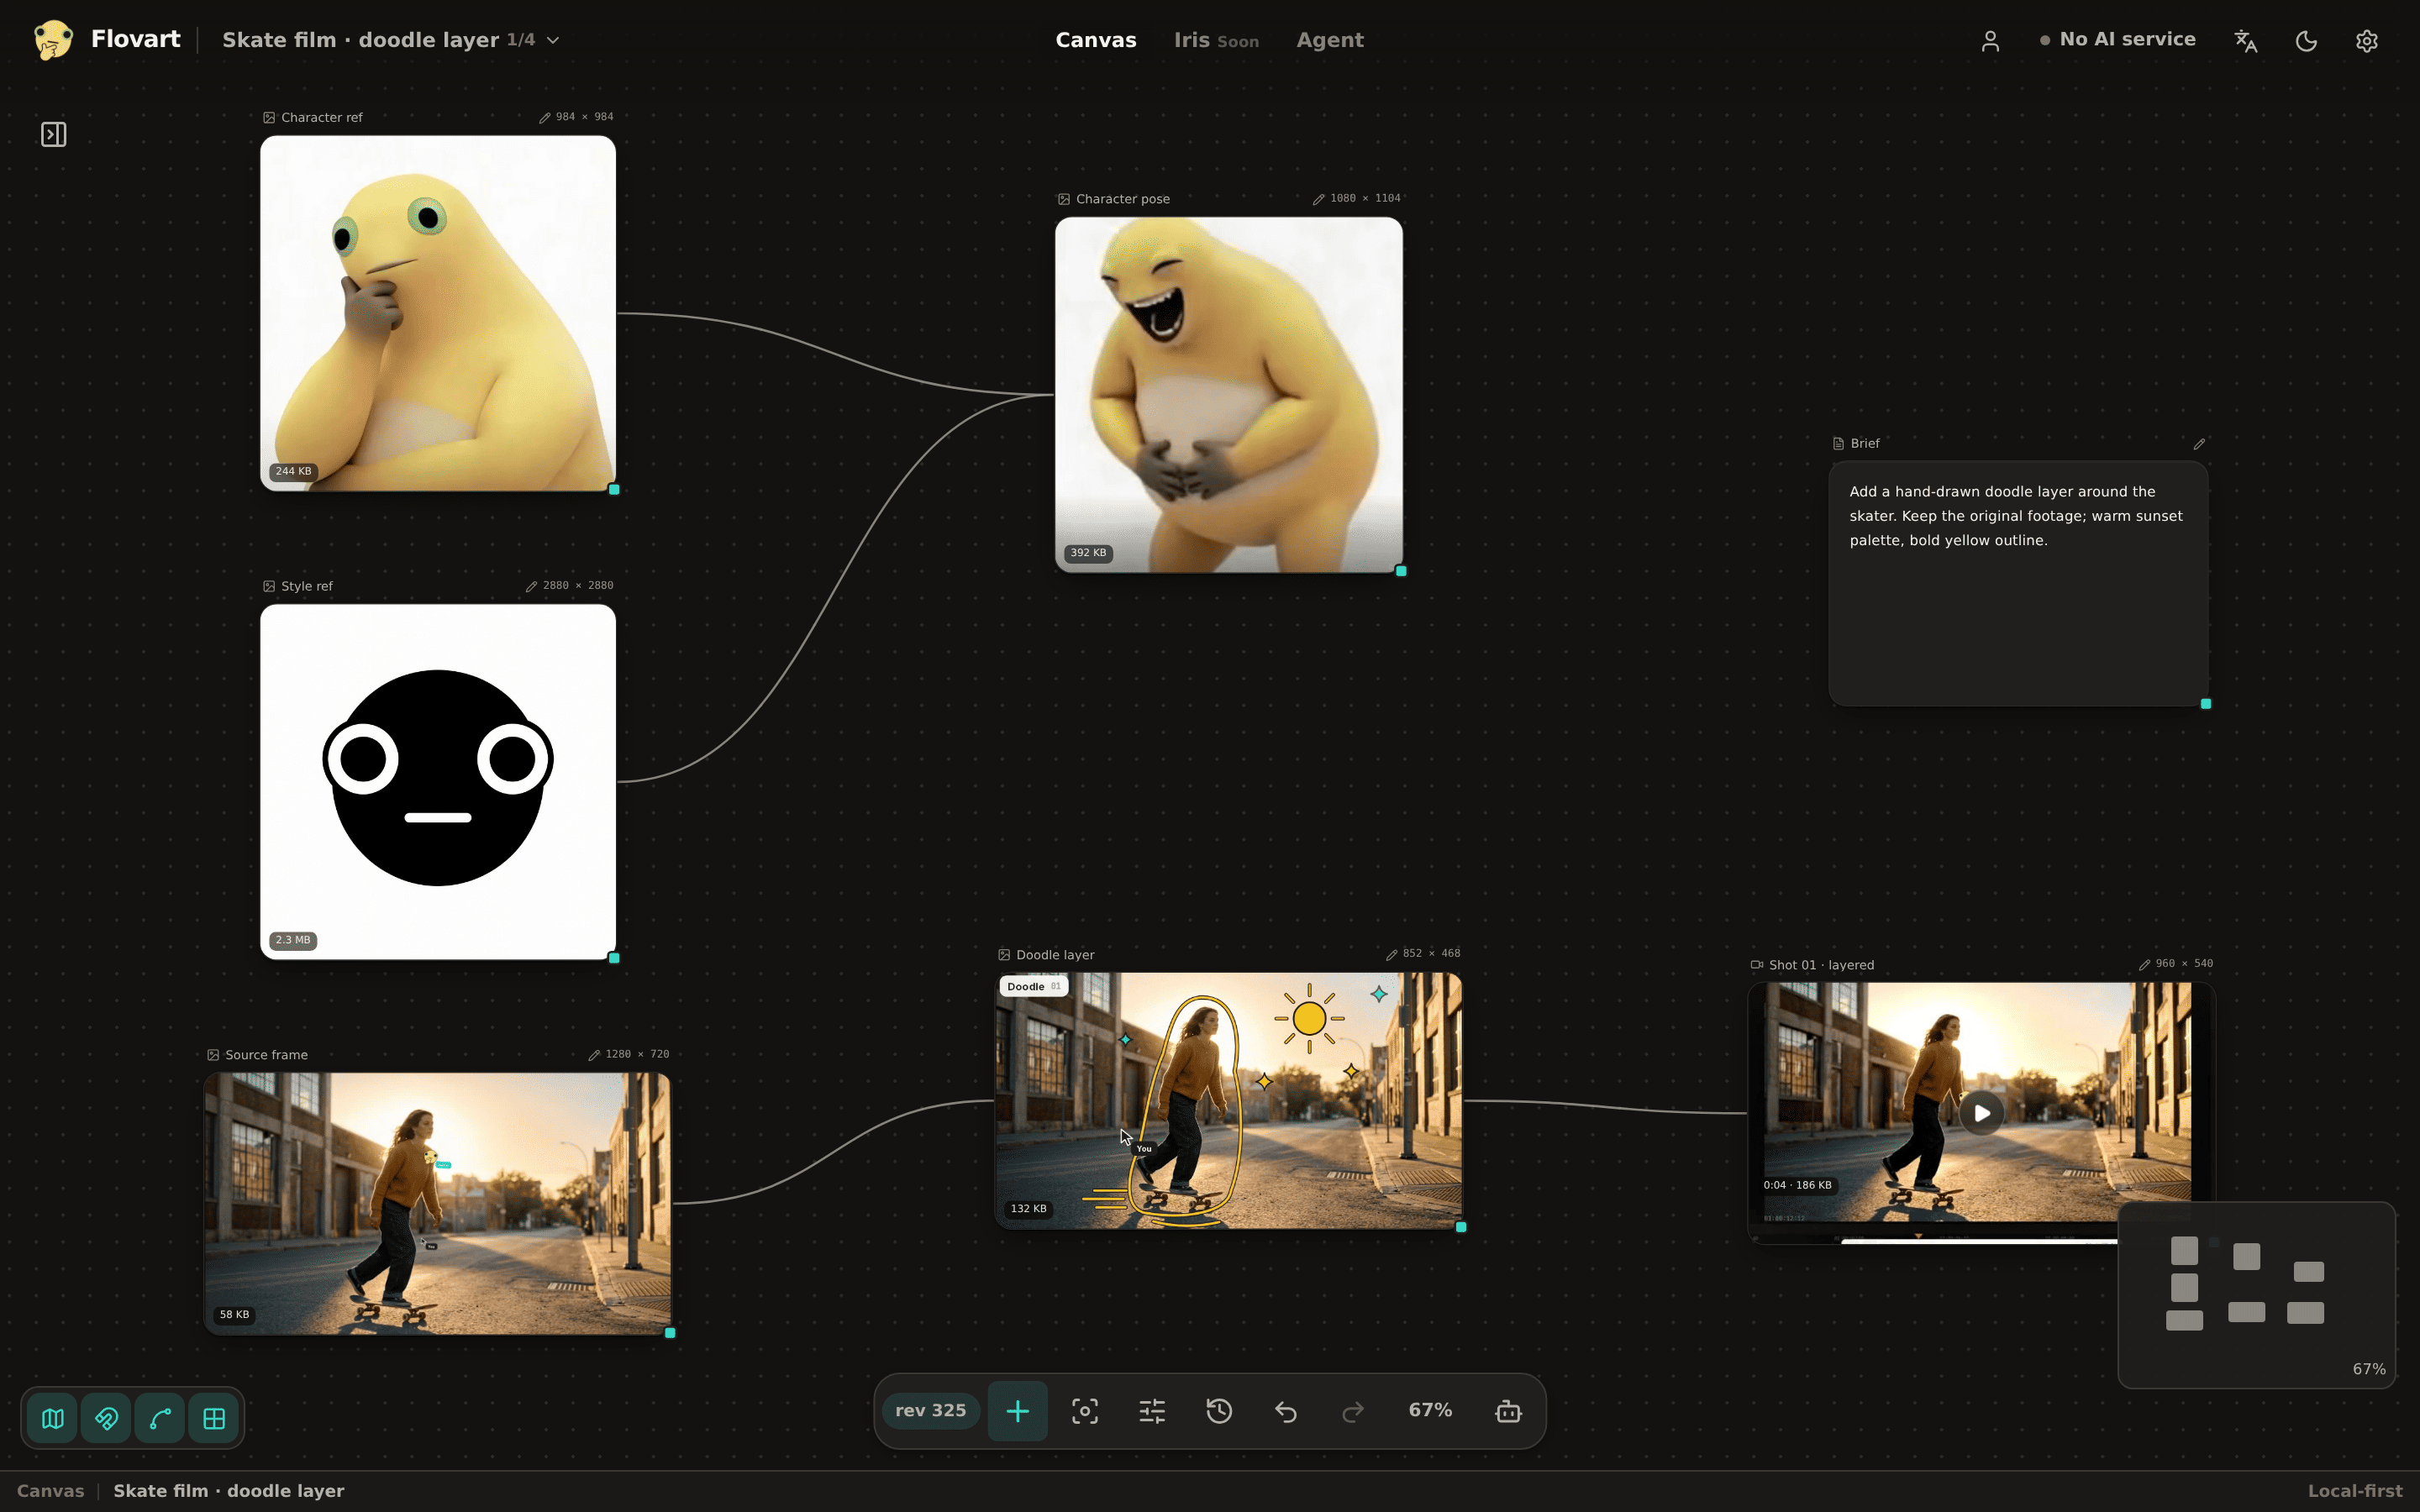 Flovart
Skate film · doodle layer 1/4
Canvas
Iris Soon
Agent
No AI service
Character ref
984 × 984
244 KB
Character pose
1080 × 1104
392 KB
Brief
Add a hand-drawn doodle layer around the
skater. Keep the original footage; warm sunset
palette, bold yellow outline.
Style ref
2880 × 2880
2.3 MB
Doodle layer
852 × 468
Doodle 01
You
132 KB
Shot 01 · layered
960 × 540
0:04 · 186 KB
Source frame
1280 × 720
You
58 KB
67%
rev 325
67%
Canvas
Skate film · doodle layer
Local-first